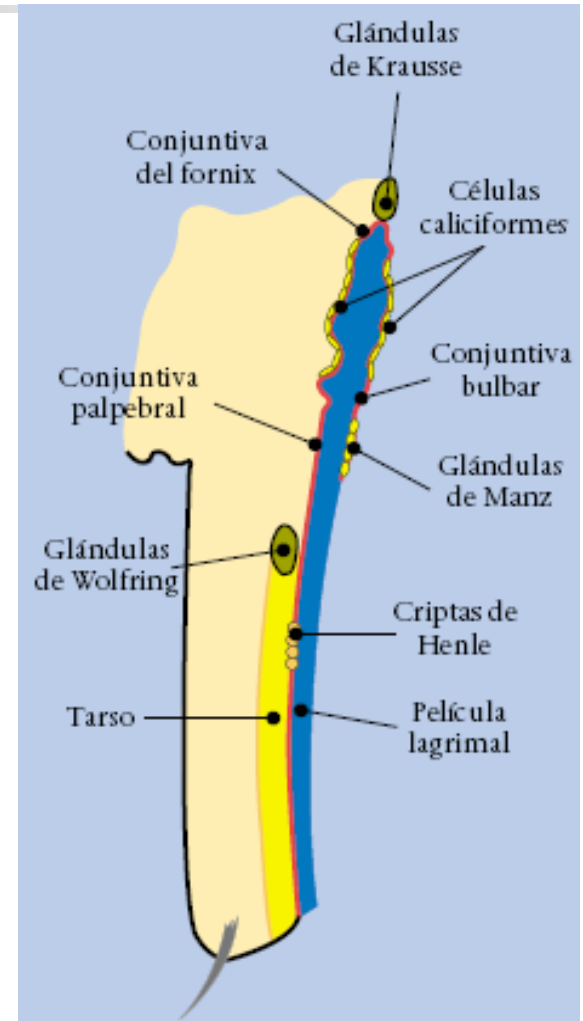 Glándulas
de Krausse
Conjuntiva
del fornix
Células
caliciformes
Conjuntiva
bulbar
Conjuntiva
palpebral
Glándulas
de Manz
Glándulas
de Wolfring
Criptas de
Henle
Tarso
Película
lagrimal